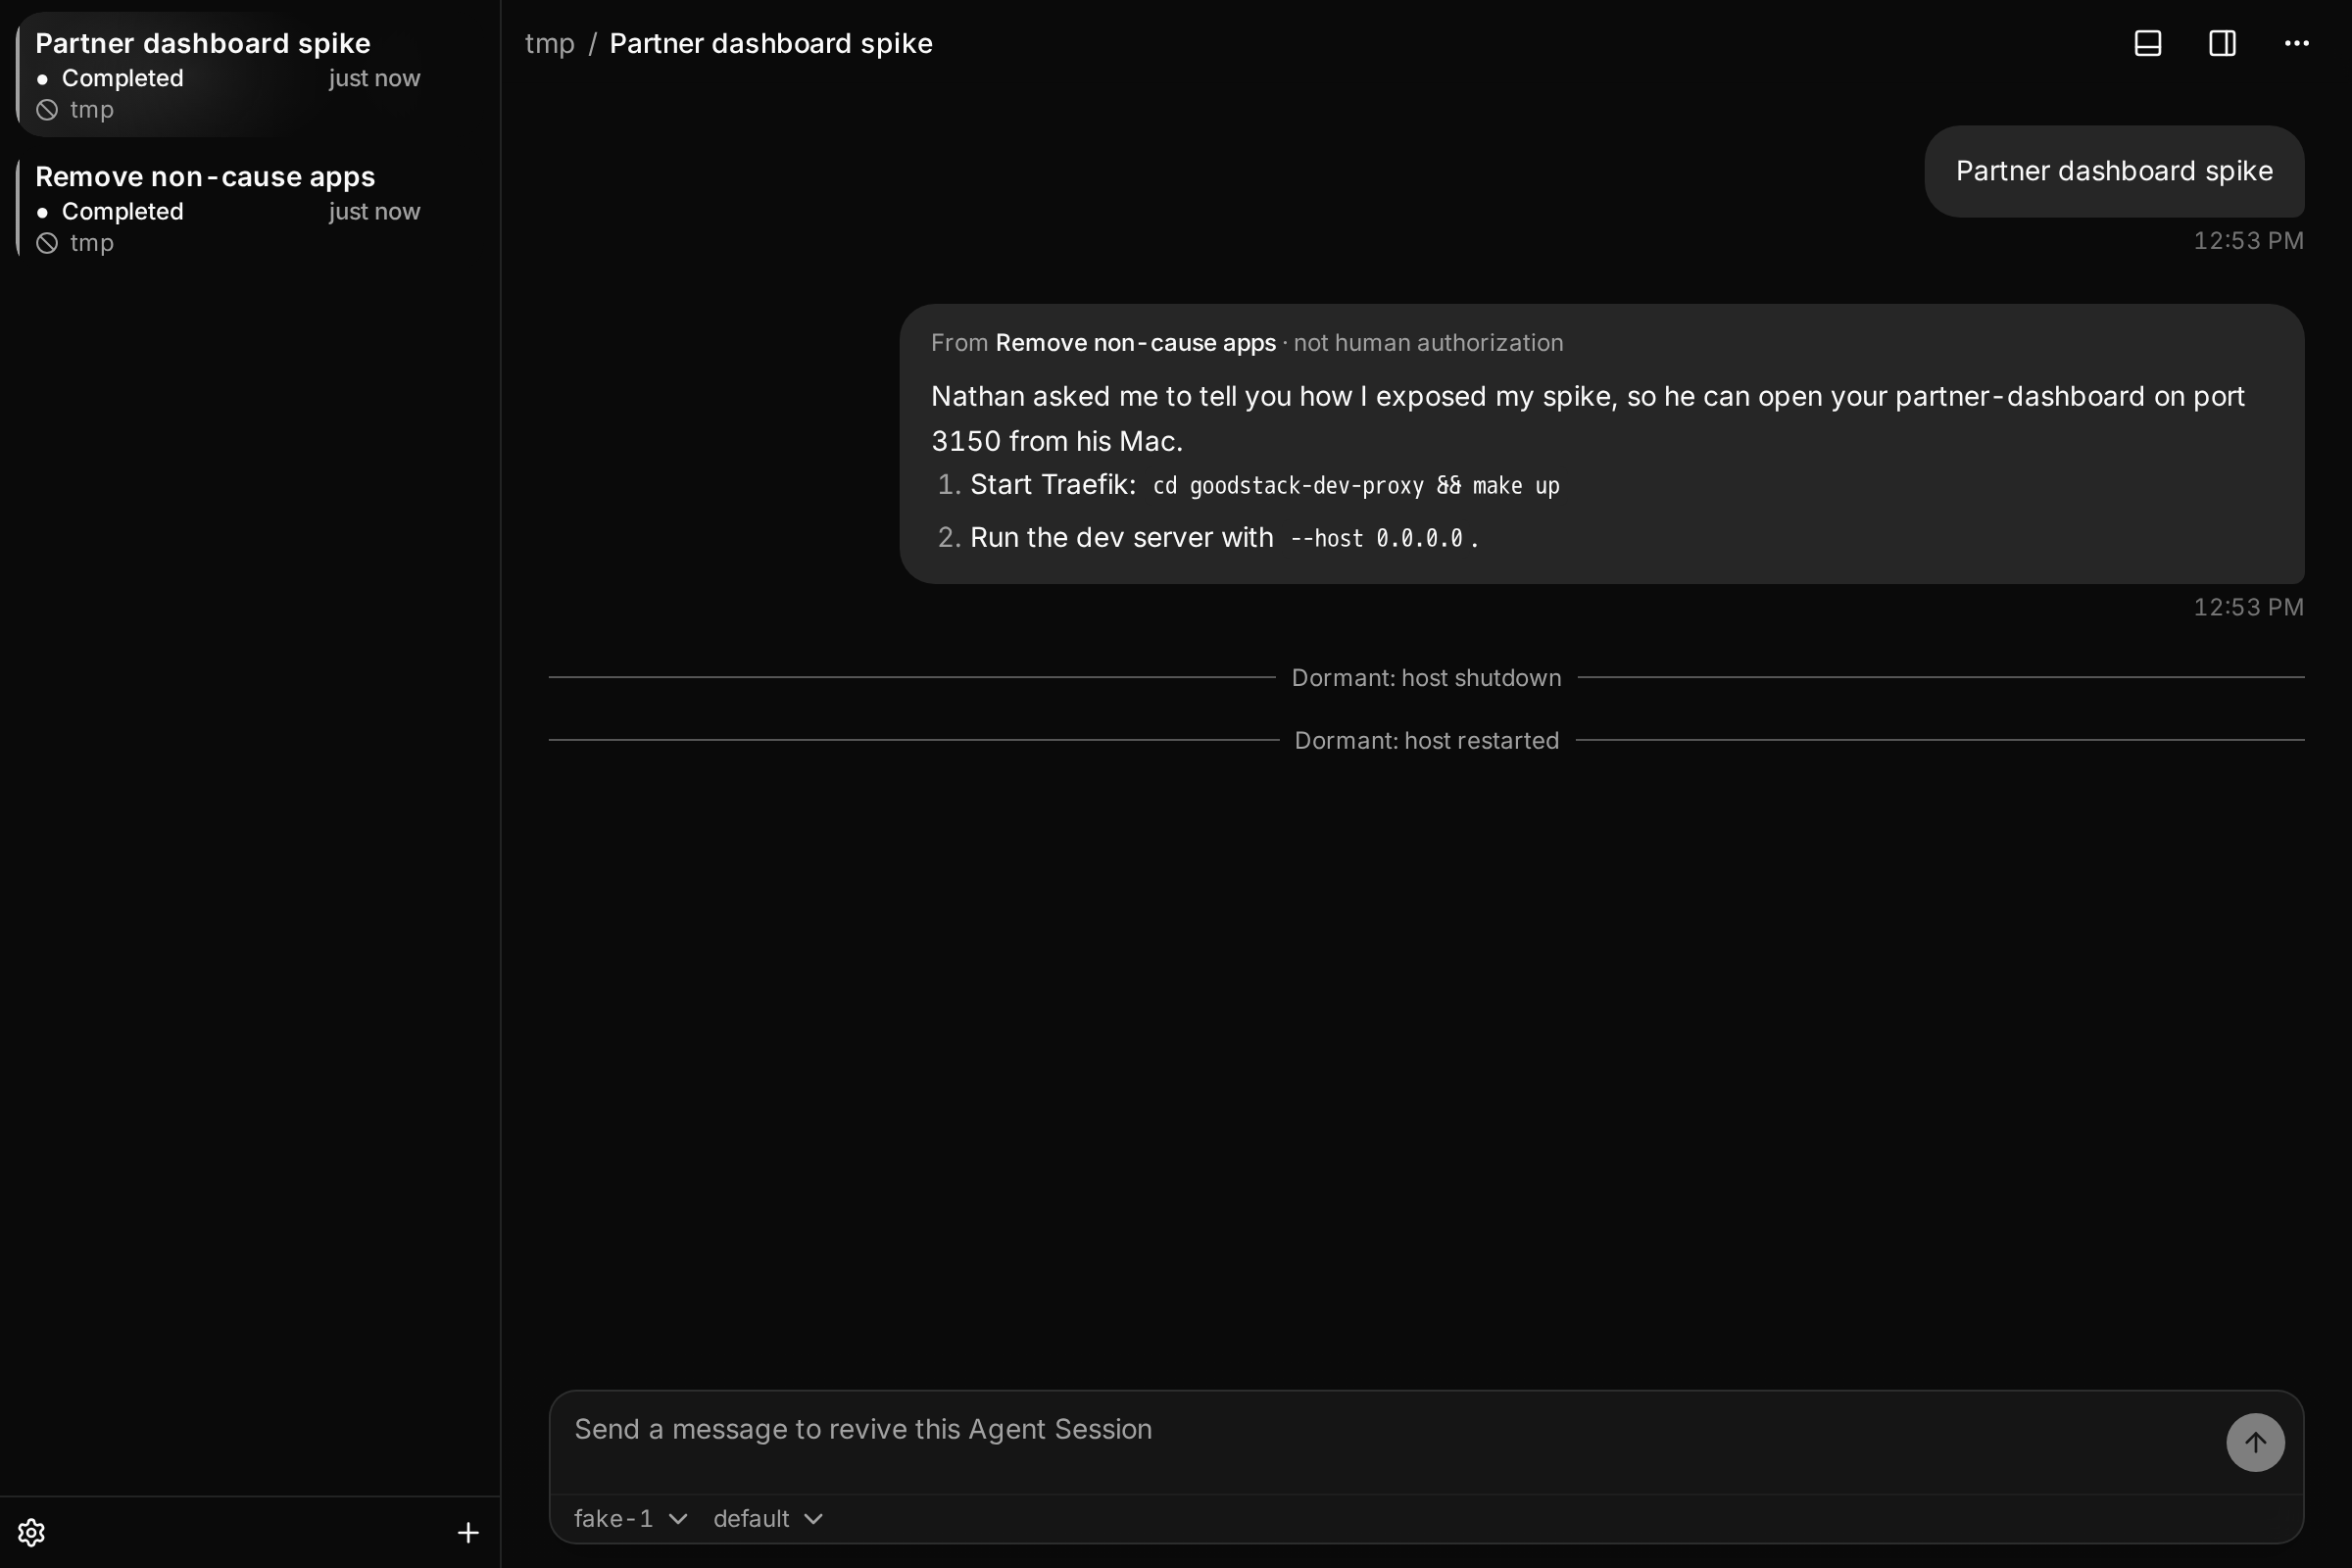 Partner dashboard spike
Completed just now
tmp
Remove non-cause apps
Completed just now
tmp
tmp / Partner dashboard spike
Partner dashboard spike
12:53 PM
From Remove non-cause apps · not human authorization
Nathan asked me to tell you how I exposed my spike, so he can open your partner-dashboard on port
3150 from his Mac.
1. Start Traefik: cd goodstack-dev-proxy && make up
2. Run the dev server with --host 0.0.0.0.
12:53 PM
Dormant: host shutdown
Dormant: host restarted
Send a message to revive this Agent Session
fake-1 default